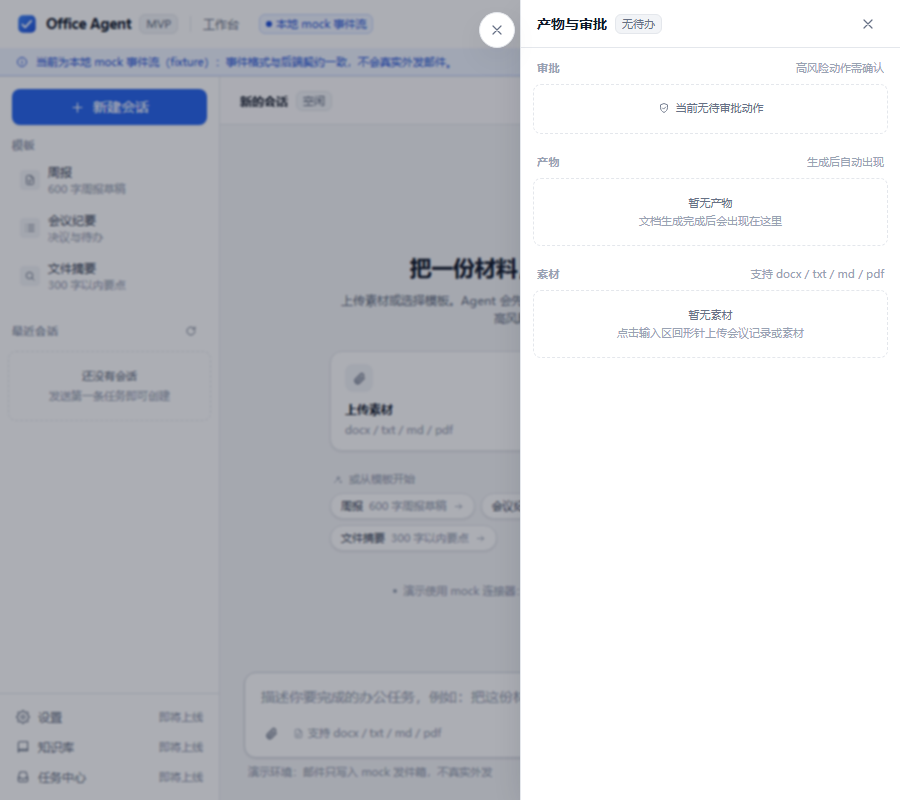 Office Agent MVP 工作台 本地 mock 事件流
当前为本地 mock 事件流（fixture）：事件格式与后端契约一致，不会真实外发邮件。
新建会话
模板
周报
600 字周报草稿
会议纪要
决议与待办
文件摘要
300 字以内要点
最近会话
还没有会话
发送第一条任务即可创建
设置 即将上线
知识库 即将上线
任务中心 即将上线
新的会话 空闲
把一份材料
上传素材或选择模板。Agent 会
高风
上传素材
docx / txt / md / pdf
或从模板开始
周报 600 字周报草稿 →
会议
文件摘要 300 字以内要点 →
• 演示使用 mock 连接器
描述你要完成的办公任务，例如：把这份
支持 docx / txt / md / pdf
演示环境：邮件只写入 mock 发件箱，不真实外发
产物与审批 无待办
审批 高风险动作需确认
当前无待审批动作
产物 生成后自动出现
暂无产物
文档生成完成后会出现在这里
素材 支持 docx / txt / md / pdf
暂无素材
点击输入区回形针上传会议记录或素材